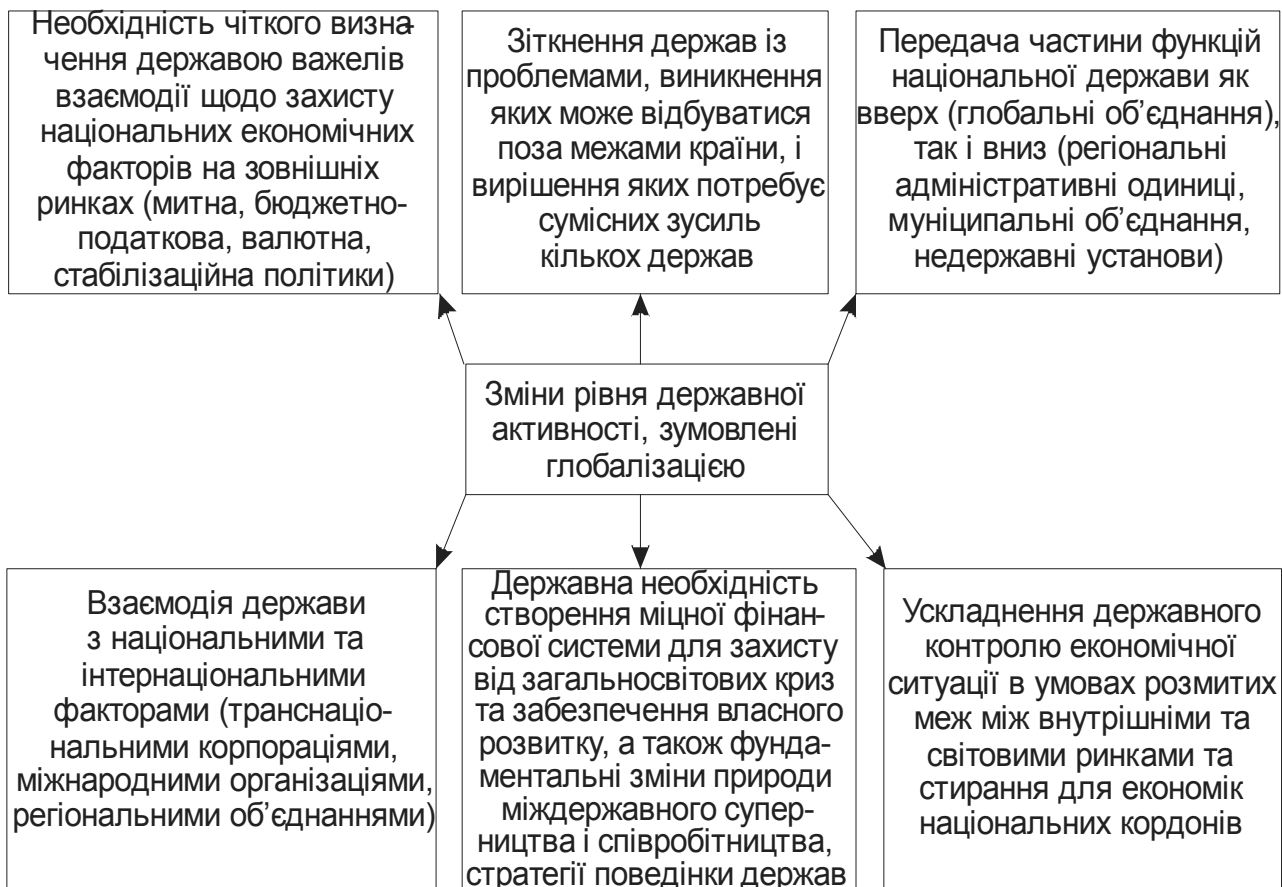 Необхідність чіткого визна-
чення державою важелів
взаємодії щодо захисту
національних економічних
факторів на зовнішніх
ринках (митна, бюджетно-
податкова, валютна,
стабілізаційна політики)
Зіткнення держав із
проблемами, виникнення
яких може відбуватися
поза межами країни, і
вирішення яких потребує
сумісних зусиль
кількох держав
Передача частини функцій
національної держави як
вверх (глобальні об’єднання),
так і вниз (регіональні
адміністративні одиниці,
муніципальні об’єднання,
недержавні установи)
Зміни рівня державної
активності, зумовлені
глобалізацією
Взаємодія держави
з національними та
інтернаціональними
факторами (транснаціо-
нальними корпораціями,
міжнародними організаціями,
регіональними об’єднаннями)
Державна необхідність
створення міцної фінан-
сової системи для захисту
від загальносвітових криз
та забезпечення власного
розвитку, а також фунда-
ментальні зміни природи
міждержавного супер-
ництва і співробітництва,
стратегії поведінки держав
Ускладнення державного
контролю економічної
ситуації в умовах розмитих
меж між внутрішніми та
світовими ринками та
стирання для економік
національних кордонів